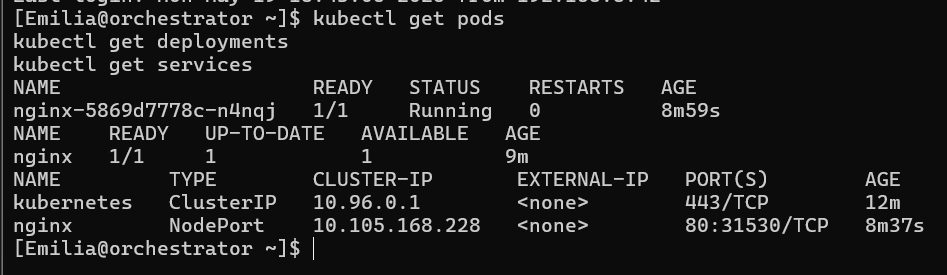 [Emilia@orchestrator ~]$ kubectl get pods
kubectl get deployments
kubectl get services
NAME                     READY   STATUS    RESTARTS   AGE
nginx-5869d7778c-n4nqj   1/1     Running   0          8m59s
NAME    READY   UP-TO-DATE   AVAILABLE   AGE
nginx   1/1     1            1           9m
NAME         TYPE        CLUSTER-IP       EXTERNAL-IP   PORT(S)        AGE
kubernetes   ClusterIP   10.96.0.1        <none>        443/TCP        12m
nginx        NodePort    10.105.168.228   <none>        80:31530/TCP   8m37s
[Emilia@orchestrator ~]$